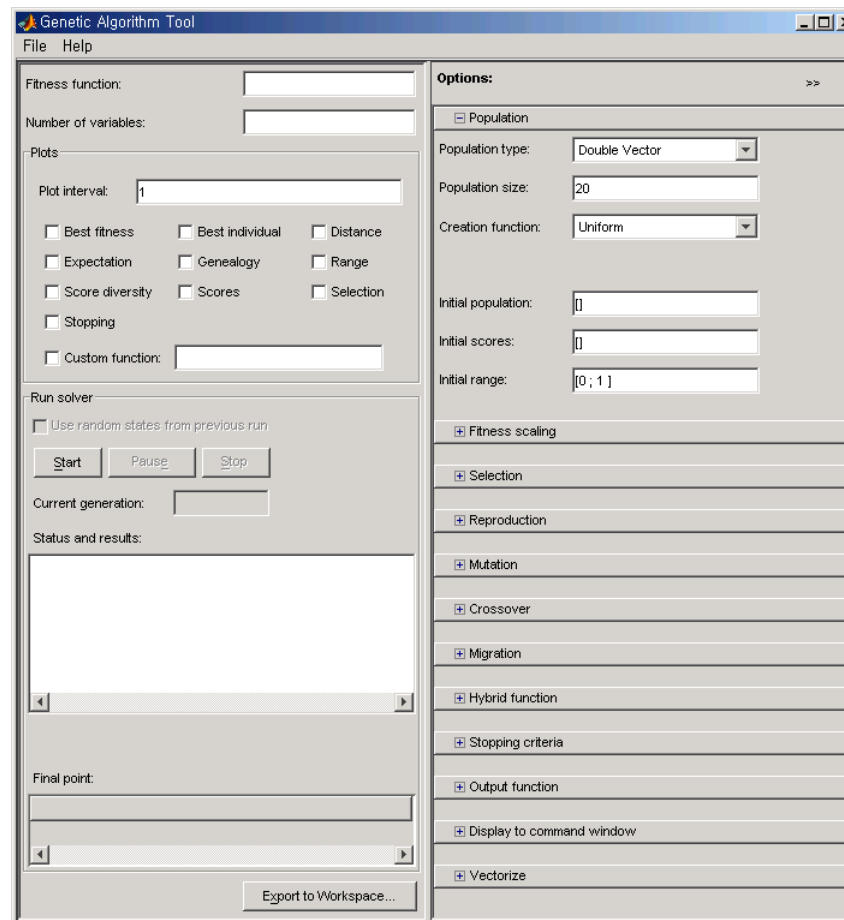 Genetic Algorithm Tool
File Help
Fitness function:
Number of variables:
Plots
Plot interval: 1
Best fitness Best individual Distance
Expectation Genealogy Range
Score diversity Scores Selection
Stopping
Custom function:
Run solver
Use random states from previous run
Start Pause Stop
Current generation:
Status and results:
Final point:
Export to Workspace...
Options: >>
Population
Population type: Double Vector
Population size: 20
Creation function: Uniform
Initial population: []
Initial scores: []
Initial range: [0 ; 1 ]
Fitness scaling
Selection
Reproduction
Mutation
Crossover
Migration
Hybrid function
Stopping criteria
Output function
Display to command window
Vectorize